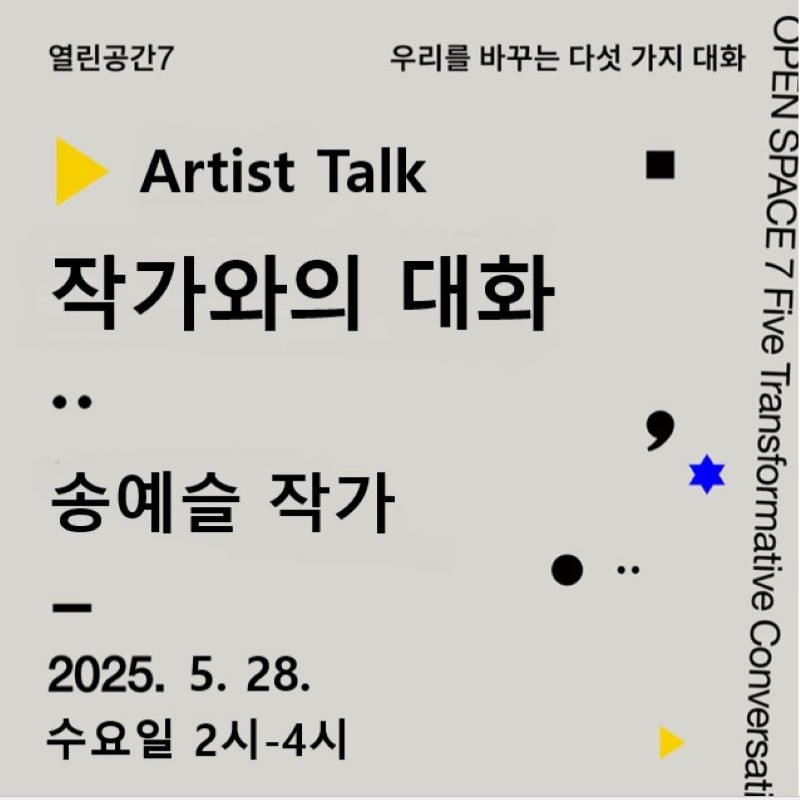 열린공간7
우리를 바꾸는 다섯 가지 대화
Artist Talk
작가와의 대화
송예슬 작가
2025. 5. 28.
수요일 2시-4시
OPEN SPACE 7 Five Transformative Conversati